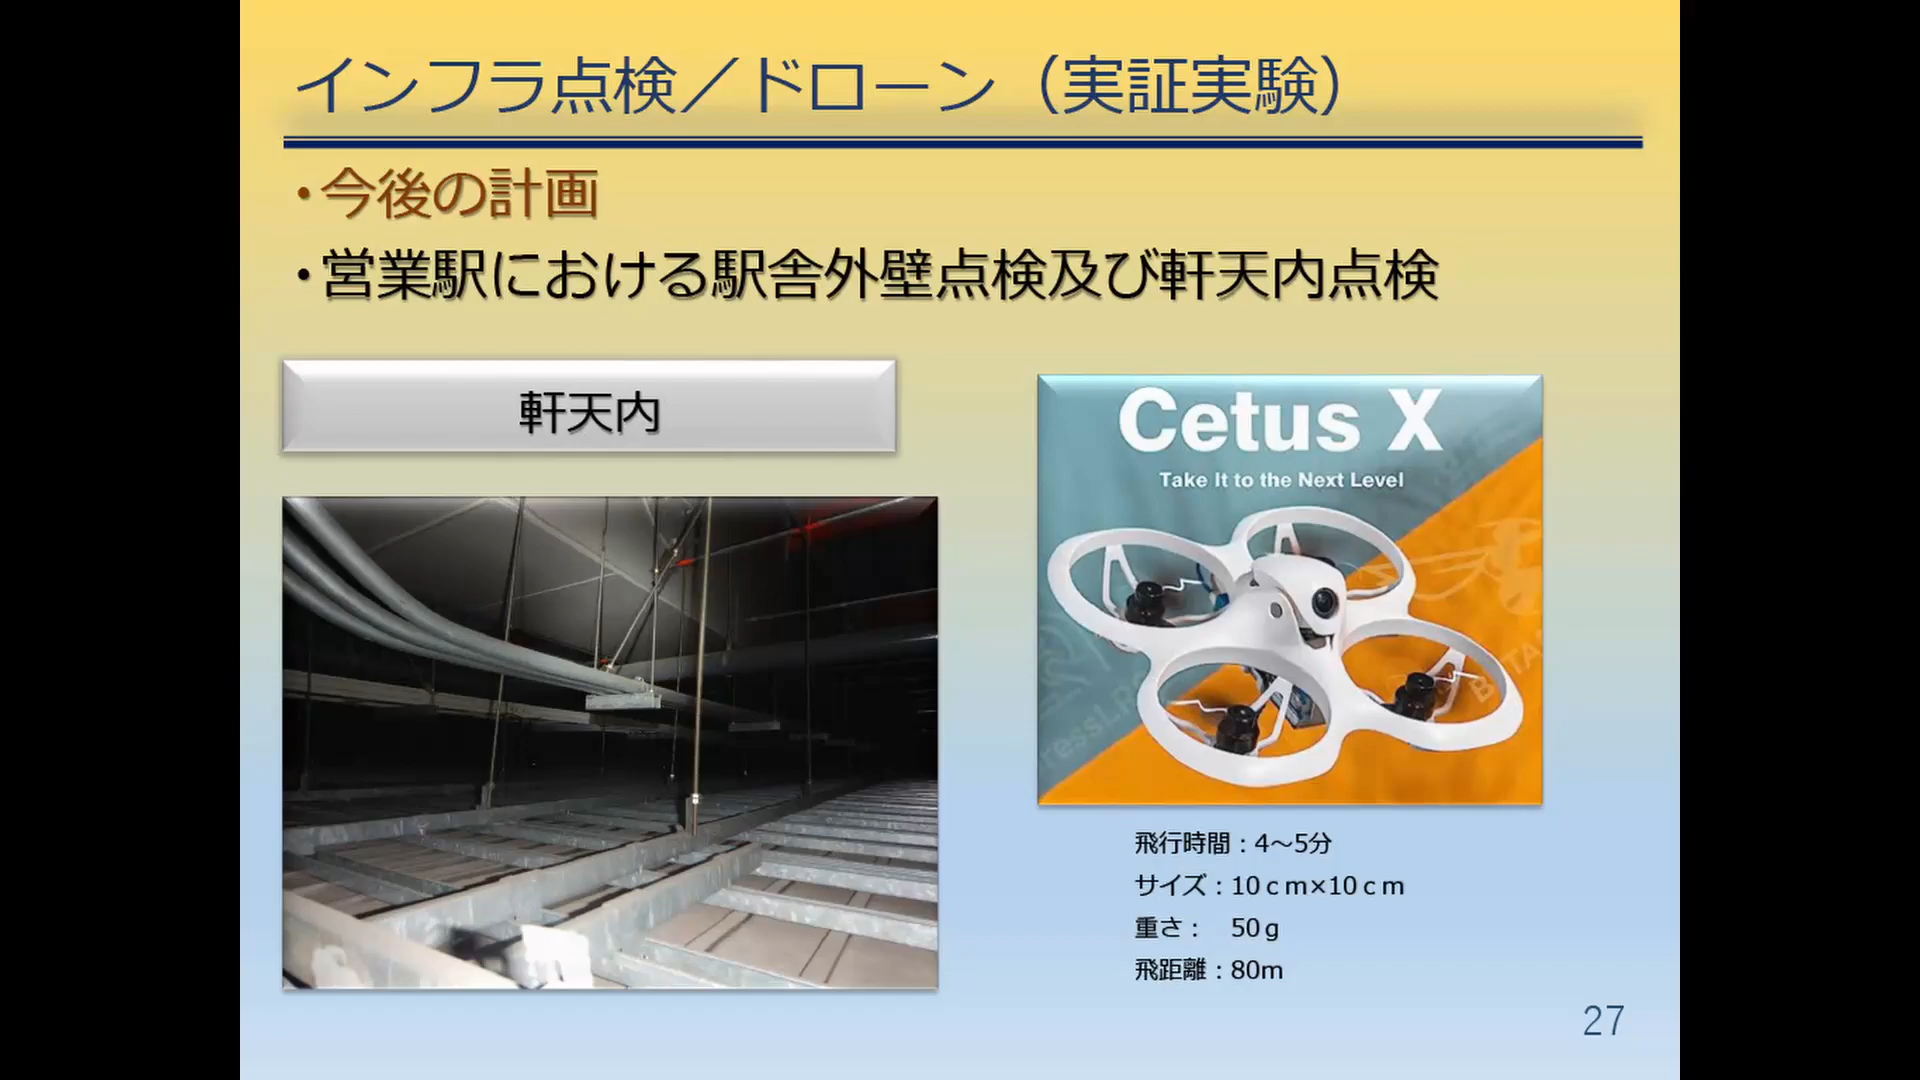 インフラ点検／ドローン（実証実験）
・今後の計画
・営業駅における駅舎外壁点検及び軒天内点検
軒天内
Cetus X
Take It to the Next Level
飛行時間：4～5分
サイズ：10ｃｍ×10ｃｍ
重さ：　50ｇ
飛距離：80m
27